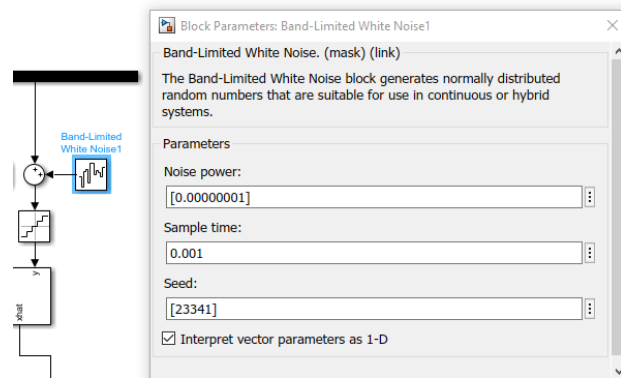 Block Parameters: Band-Limited White Noise1
Band-Limited White Noise. (mask) (link)
The Band-Limited White Noise block generates normally distributed
random numbers that are suitable for use in continuous or hybrid
systems.
Parameters
Noise power:
[0.00000001]
Sample time:
0.001
Seed:
[23341]
Interpret vector parameters as 1-D
Band-Limited
White Noise1
y
xhat